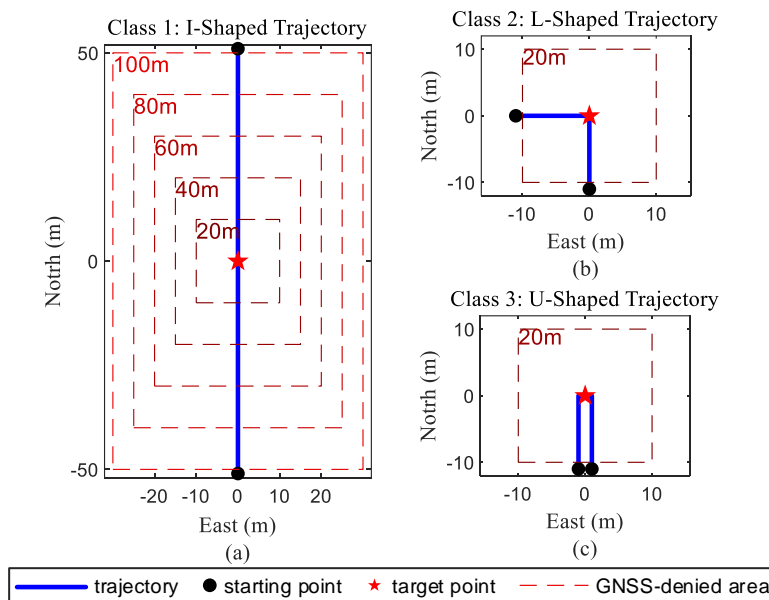 Class 1: I-Shaped Trajectory
50
0
-50
Notrh (m)
100m
80m
60m
40m
20m
-20 -10 0 10 20
East (m)
(a)
Class 2: L-Shaped Trajectory
10
0
-10
Notrh (m)
20m
-10 0 10
East (m)
(b)
Class 3: U-Shaped Trajectory
10
0
-10
Notrh (m)
20m
-10 0 10
East (m)
(c)
trajectory starting point target point GNSS-denied area